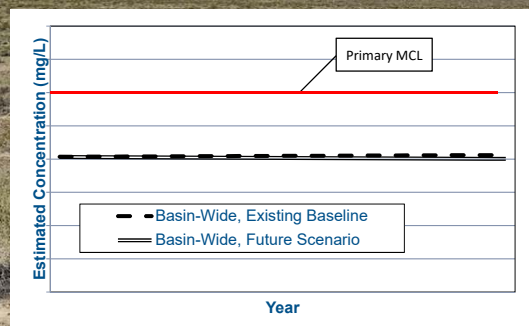 Estimated Concentration (mg/L)
Primary MCL
Basin-Wide, Existing Baseline
Basin-Wide, Future Scenario
Year